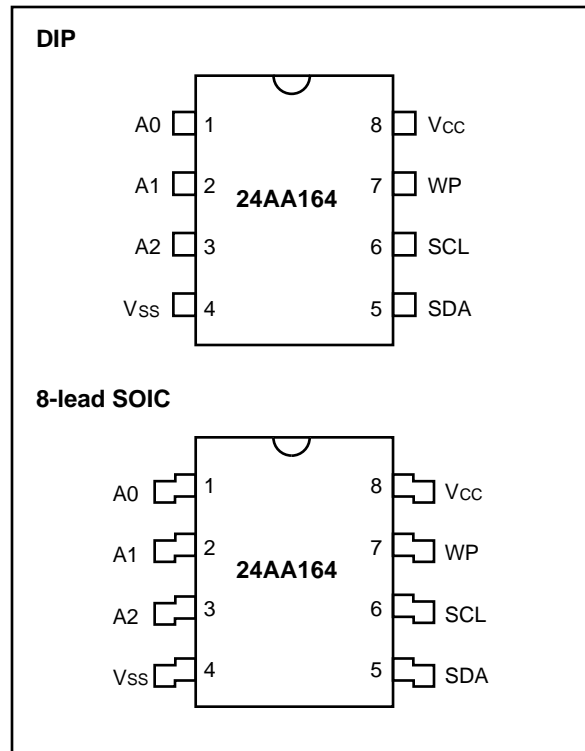 DIP
A0 1 8 VCC
A1 2 7 WP
24AA164
A2 3 6 SCL
VSS 4 5 SDA
8-lead SOIC
A0 1 8 VCC
A1 2 7 WP
24AA164
A2 3 6 SCL
VSS 4 5 SDA